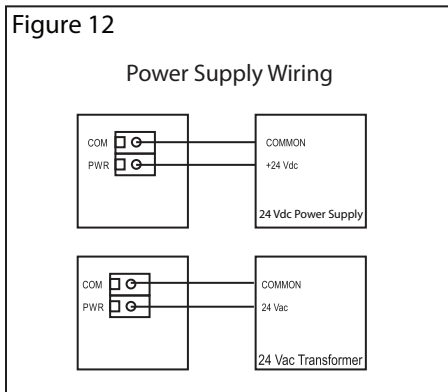 Figure 12
Power Supply Wiring
COM
PWR
COMMON
+24 Vdc
24 Vdc Power Supply
COM
PWR
COMMON
24 Vac
24 Vac Transformer